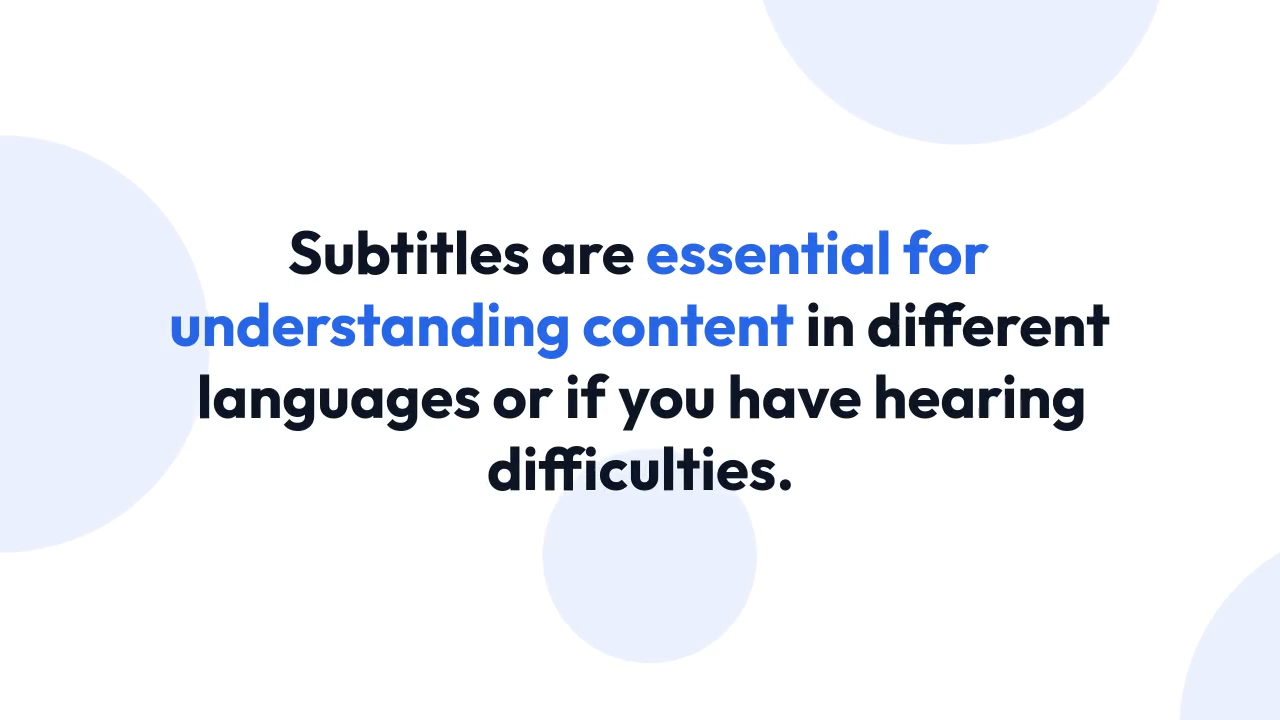 Subtitles are essential for
understanding content in different
languages or if you have hearing
difficulties.